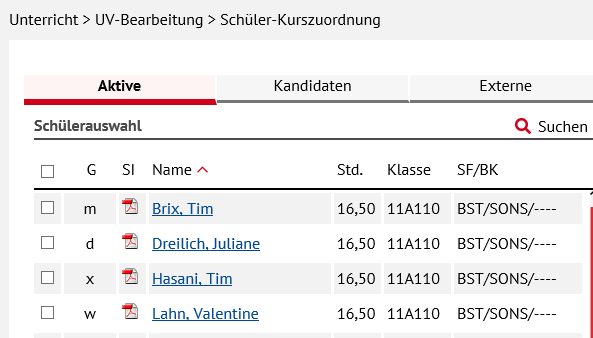 Unterricht > UV-Bearbeitung > Schüler-Kurszuordnung
Aktive Kandidaten Externe
Schülerauswahl Suchen
G SI Name Std. Klasse SF/BK
m Brix, Tim 16,50 11A110 BST/SONS/----
d Dreilich, Juliane 16,50 11A110 BST/SONS/----
x Hasani, Tim 16,50 11A110 BST/SONS/----
w Lahn, Valentine 16,50 11A110 BST/SONS/----